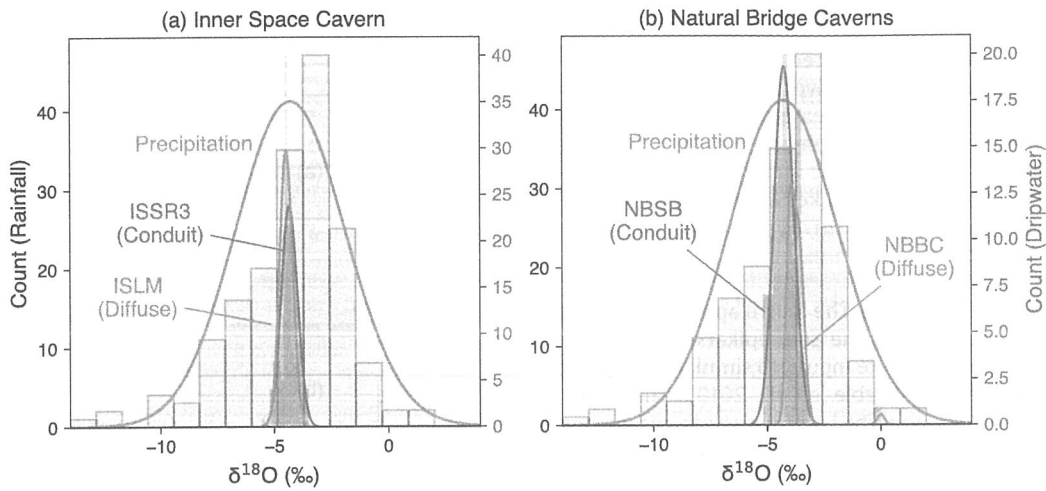 (a) Inner Space Cavern
(b) Natural Bridge Caverns
Count (Rainfall)
40
30
20
10
0
Precipitation
ISSR3
(Conduit)
ISLM
(Diffuse)
40
35
30
25
20
15
10
5
0
−10
−5
0
δ¹⁸O (‰)
40
30
20
10
0
Precipitation
NBSB
(Conduit)
NBBC
(Diffuse)
20.0
17.5
15.0
12.5
10.0
7.5
5.0
2.5
0.0
Count (Dripwater)
−10
−5
0
δ¹⁸O (‰)